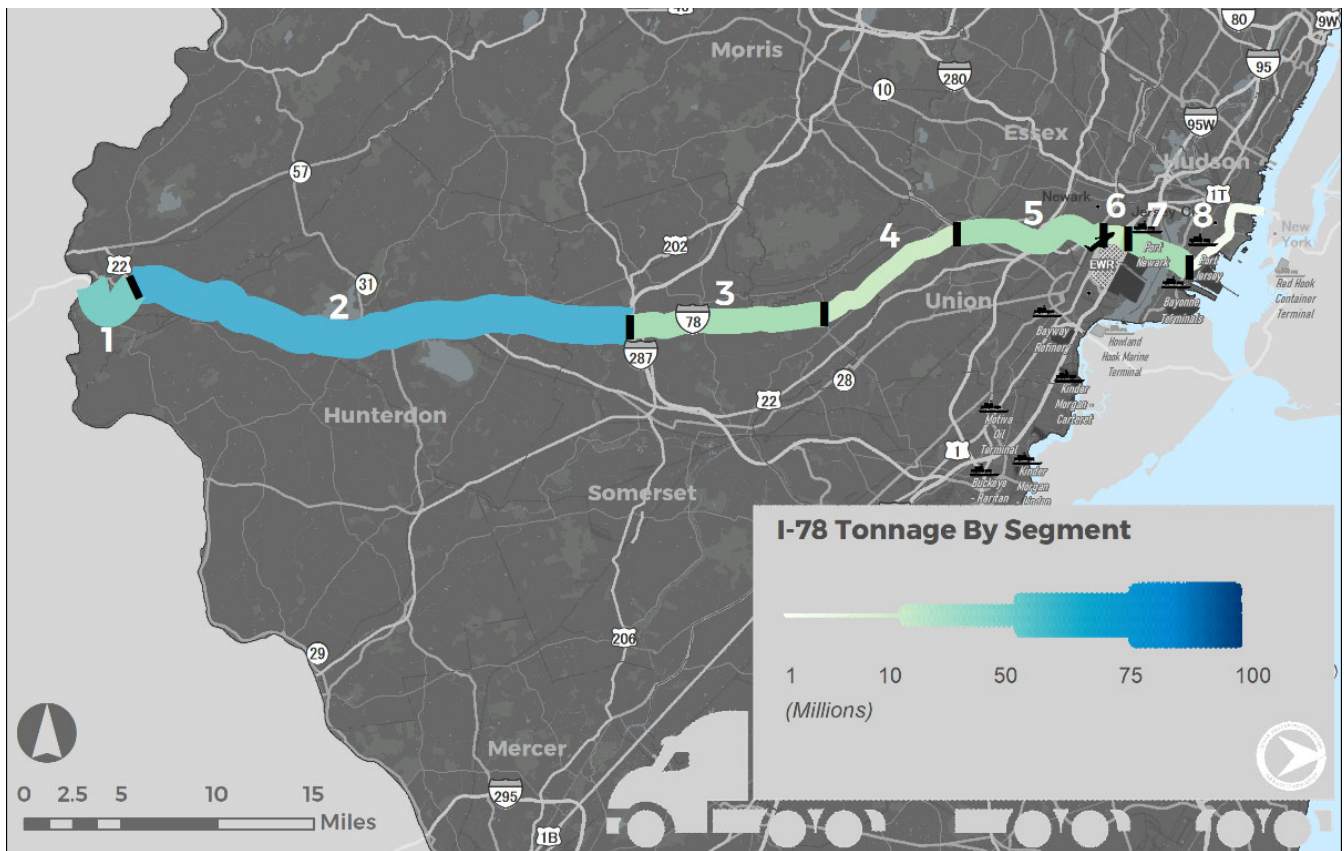 46
80
9W
Morris
280
95
10
95W
Essex
57
Hudson
Newark
6
1T
5
7
8
4
New
York
202
Port
Newark
22
EWR
Port
Jersey
31
Red Hook
Container
Terminal
2
3
Union
Bayonne
Terminals
78
1
Bayway
Refinery
Howland
Hook Marine
Terminal
287
28
22
Kinder
Morgan -
Carteret
Hunterdon
Motiva
Oil
Terminal
1
Kinder
Morgan
Somerset
Buckeye
- Raritan
I-78 Tonnage By Segment
206
29
1 10 50 75 100
(Millions)
Mercer
0 2.5 5 10 15
Miles
295
1B